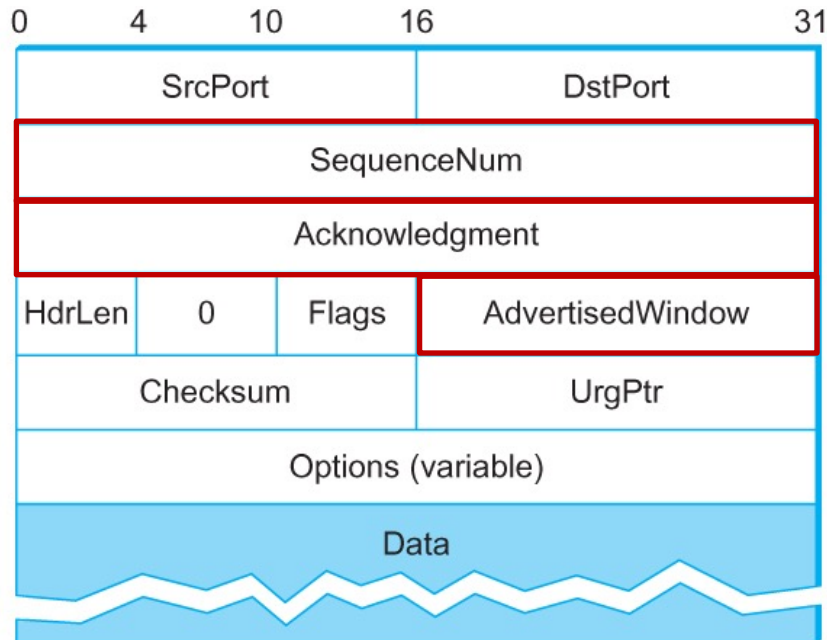 0 4 10 16 31
SrcPort DstPort
SequenceNum
Acknowledgment
HdrLen 0 Flags AdvertisedWindow
Checksum UrgPtr
Options (variable)
Data